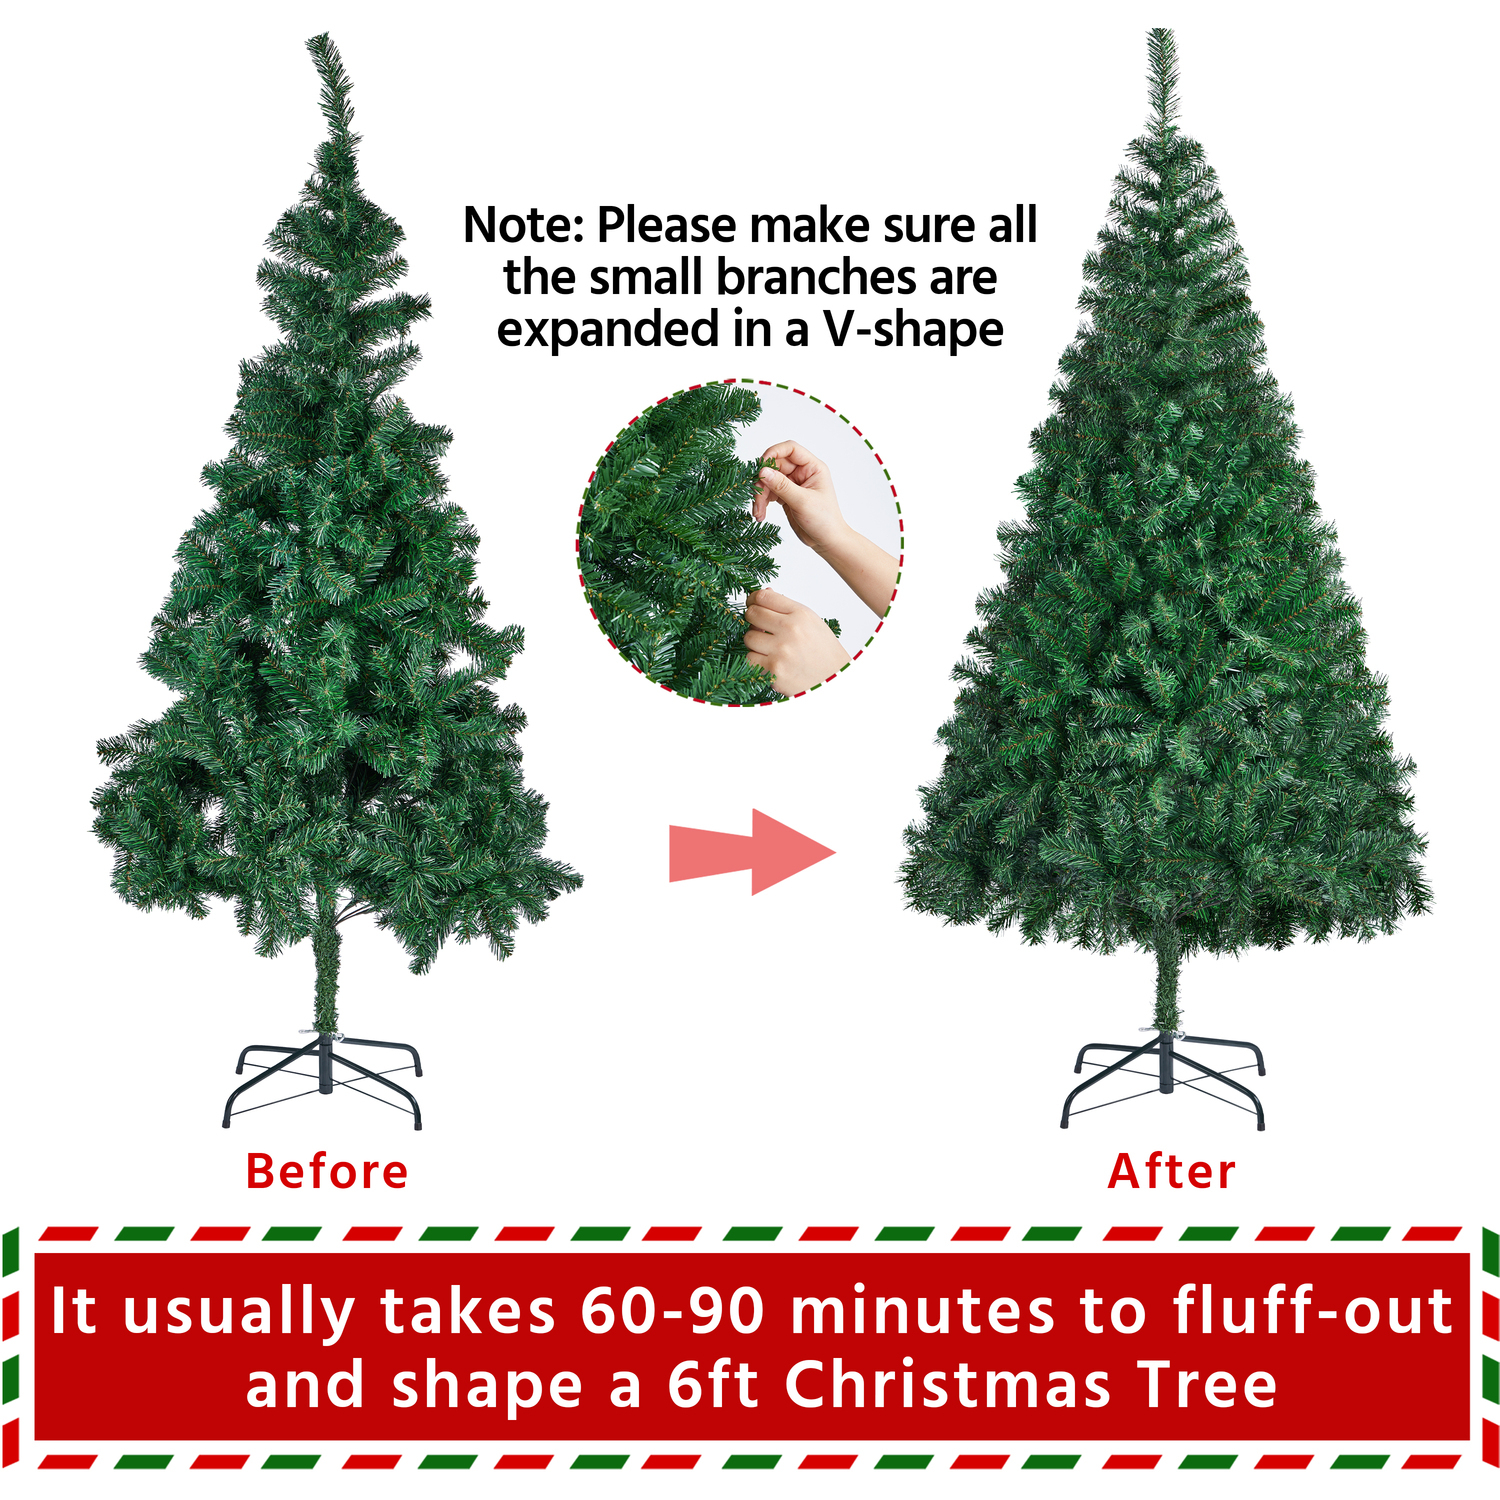 Note: Please make sure all
the small branches are
expanded in a V-shape
Before
After
It usually takes 60-90 minutes to fluff-out
and shape a 6ft Christmas Tree